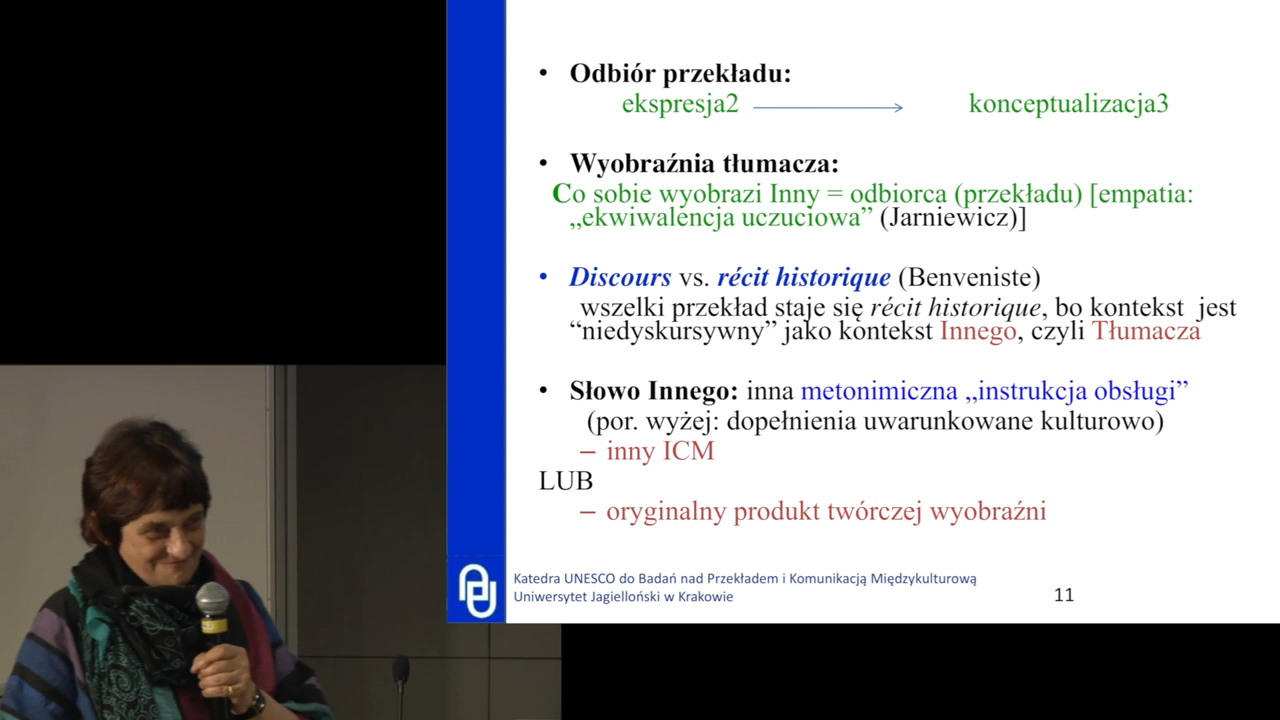 • Odbiór przekładu:
ekspresja2 → konceptualizacja3
• Wyobraźnia tłumacza:
Co sobie wyobrazi Inny = odbiorca (przekładu) [empatia:
„ekwiwalencja uczuciowa” (Jarniewicz)]
• Discours vs. récit historique (Benveniste)
wszelki przekład staje się récit historique, bo kontekst jest
“niedyskursywny” jako kontekst Innego, czyli Tłumacza
• Słowo Innego: inna metonimiczna „instrukcja obsługi”
(por. wyżej: dopełnienia uwarunkowane kulturowo)
– inny ICM
LUB
– oryginalny produkt twórczej wyobraźni
Katedra UNESCO do Badań nad Przekładem i Komunikacją Międzykulturową
Uniwersytet Jagielloński w Krakowie
11